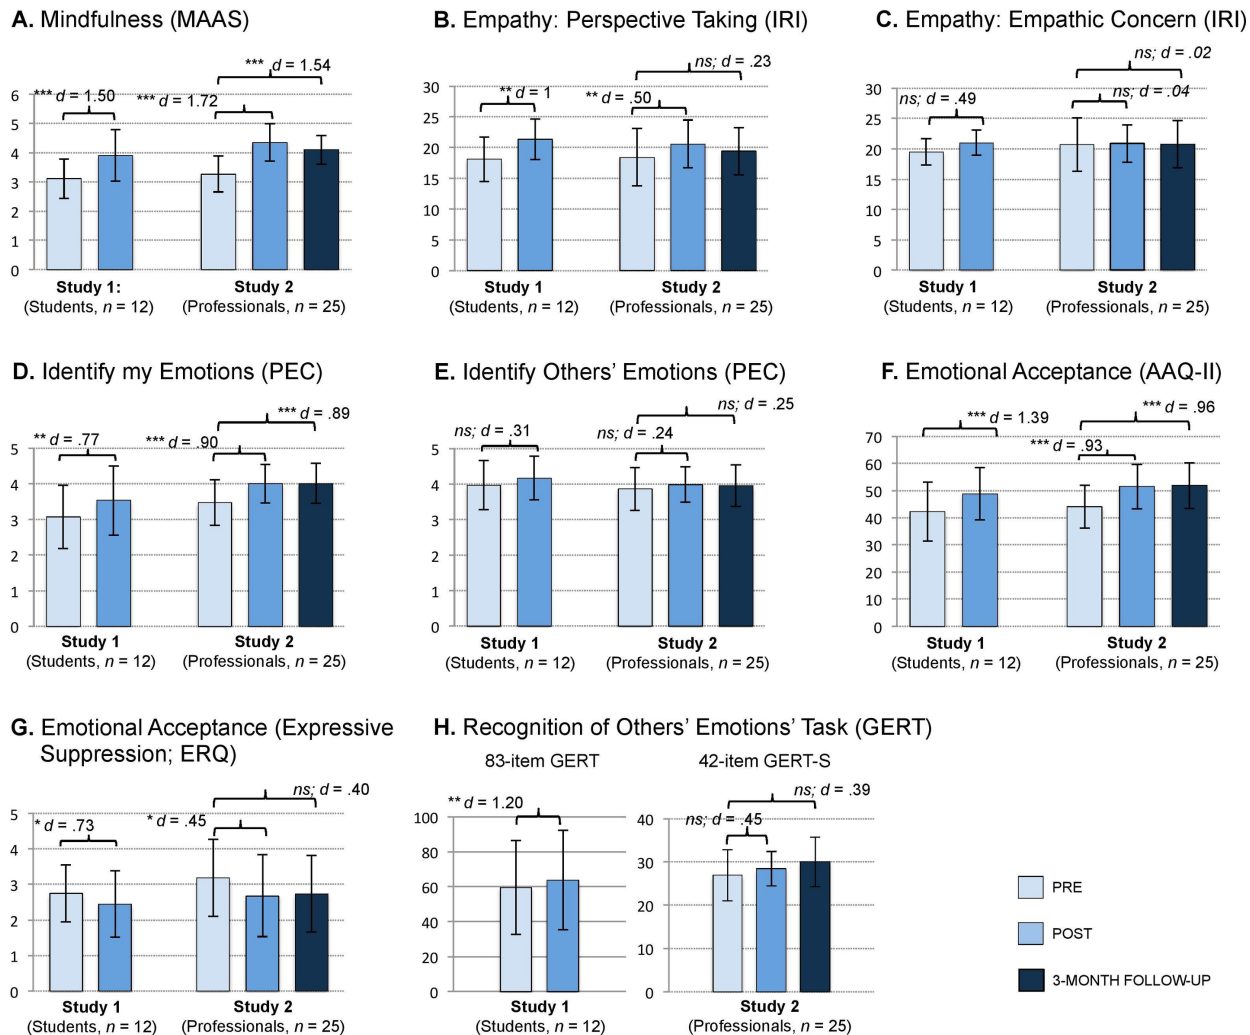 A. Mindfulness (MAAS)
*** d = 1.54
*** d = 1.50
*** d = 1.72
6
5
4
3
2
1
0
Study 1:
(Students, n = 12)
Study 2
(Professionals, n = 25)
B. Empathy: Perspective Taking (IRI)
ns; d = .23
** d = 1
** d = .50
30
25
20
15
10
5
0
Study 1
(Students, n = 12)
Study 2
(Professionals, n = 25)
C. Empathy: Empathic Concern (IRI)
ns; d = .02
ns; d = .49
ns; d = .04
30
25
20
15
10
5
0
Study 1
(Students, n = 12)
Study 2
(Professionals, n = 25)
D. Identify my Emotions (PEC)
*** d = .89
** d = .77
*** d = .90
5
4
3
2
1
0
Study 1
(Students, n = 12)
Study 2
(Professionals, n = 25)
E. Identify Others’ Emotions (PEC)
ns; d = .25
ns; d = .31
ns; d = .24
5
4
3
2
1
0
Study 1
(Students, n = 12)
Study 2
(Professionals, n = 25)
F. Emotional Acceptance (AAQ-II)
*** d = .96
*** d = 1.39
*** d = .93
70
60
50
40
30
20
10
0
Study 1
(Students, n = 12)
Study 2
(Professionals, n = 25)
G. Emotional Acceptance (Expressive
Suppression; ERQ)
ns; d = .40
* d = .73
* d = .45
5
4
3
2
1
0
Study 1
(Students, n = 12)
Study 2
(Professionals, n = 25)
H. Recognition of Others’ Emotions’ Task (GERT)
83-item GERT
** d = 1.20
100
80
60
40
20
0
Study 1
(Students, n = 12)
42-item GERT-S
ns; d = .39
ns; d = .45
40
30
20
10
0
Study 2
(Professionals, n = 25)
PRE
POST
3-MONTH FOLLOW-UP